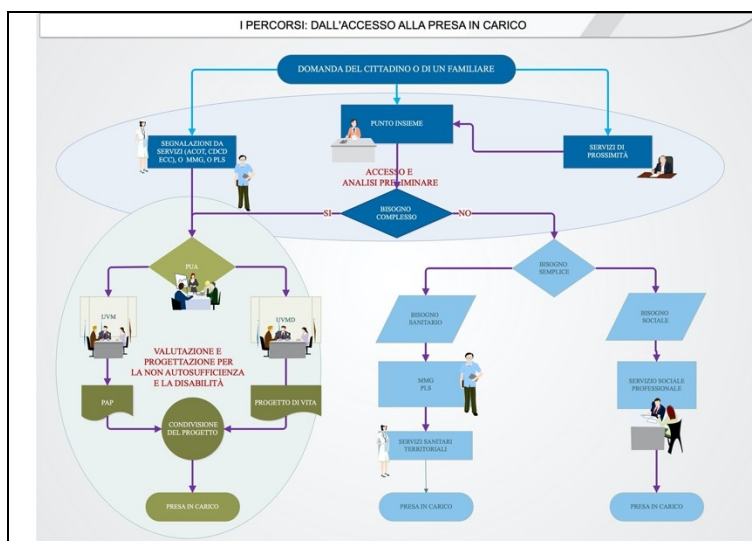 I PERCORSI: DALL'ACCESSO ALLA PRESA IN CARICO
DOMANDA DEL CITTADINO O DI UN FAMILIARE
SEGNALAZIONI DA
SERVIZI (ACOT, CDCD
ECC), O MMG, O PLS
PUNTO INSIEME
SERVIZI DI
PROSSIMITÀ
ACCESSO E
ANALISI PRELIMINARE
SI
BISOGNO
COMPLESSO
NO
PUA
BISOGNO
SEMPLICE
UVM
UVMD
BISOGNO
SANITARIO
BISOGNO
SOCIALE
VALUTAZIONE E
PROGETTAZIONE PER
LA NON AUTOSUFFICIENZA
E LA DISABILITÀ
MMG
PLS
SERVIZIO SOCIALE
PROFESSIONALE
PAP
PROGETTO DI VITA
CONDIVISIONE
DEL PROGETTO
SERVIZI SANITARI
TERRITORIALI
PRESA IN CARICO
PRESA IN CARICO
PRESA IN CARICO